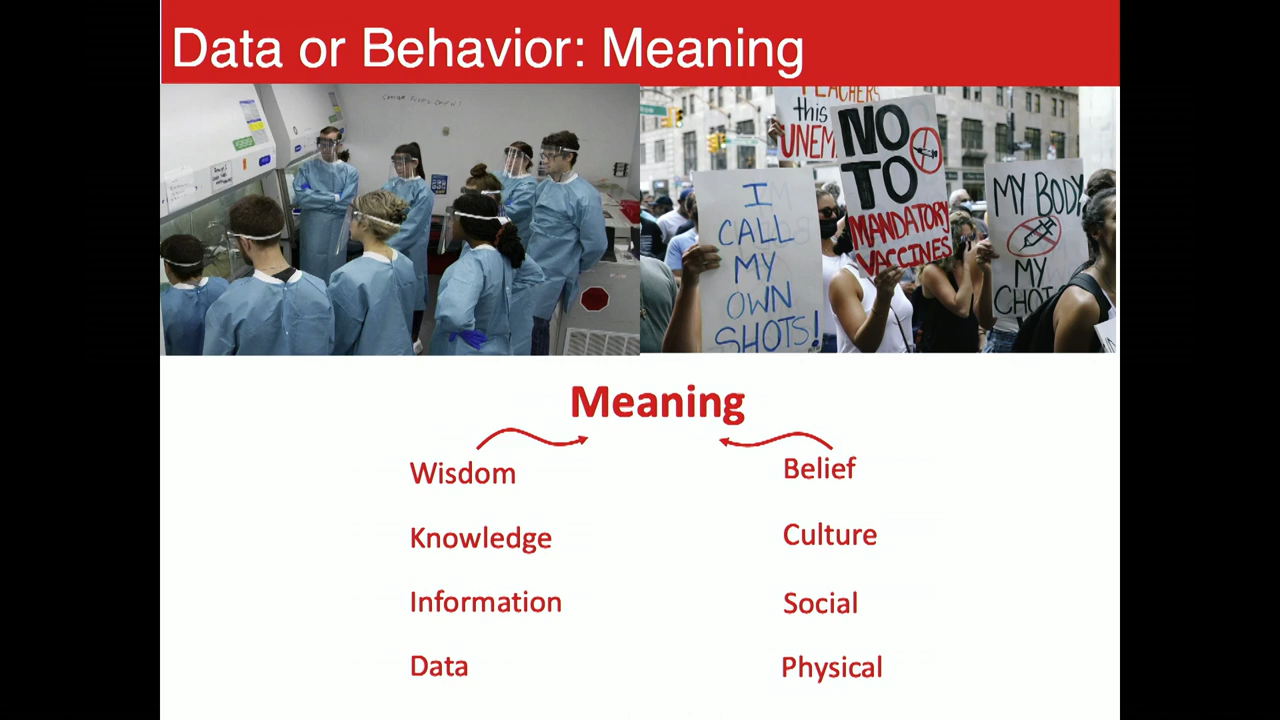 Data or Behavior: Meaning
TEACHERS
this
UNEM
NO
TO
MANDATORY
VACCINES
I
CALL
MY
OWN
SHOTS!
MY BODY
MY
CHOI
Meaning
Wisdom
Belief
Knowledge
Culture
Information
Social
Data
Physical